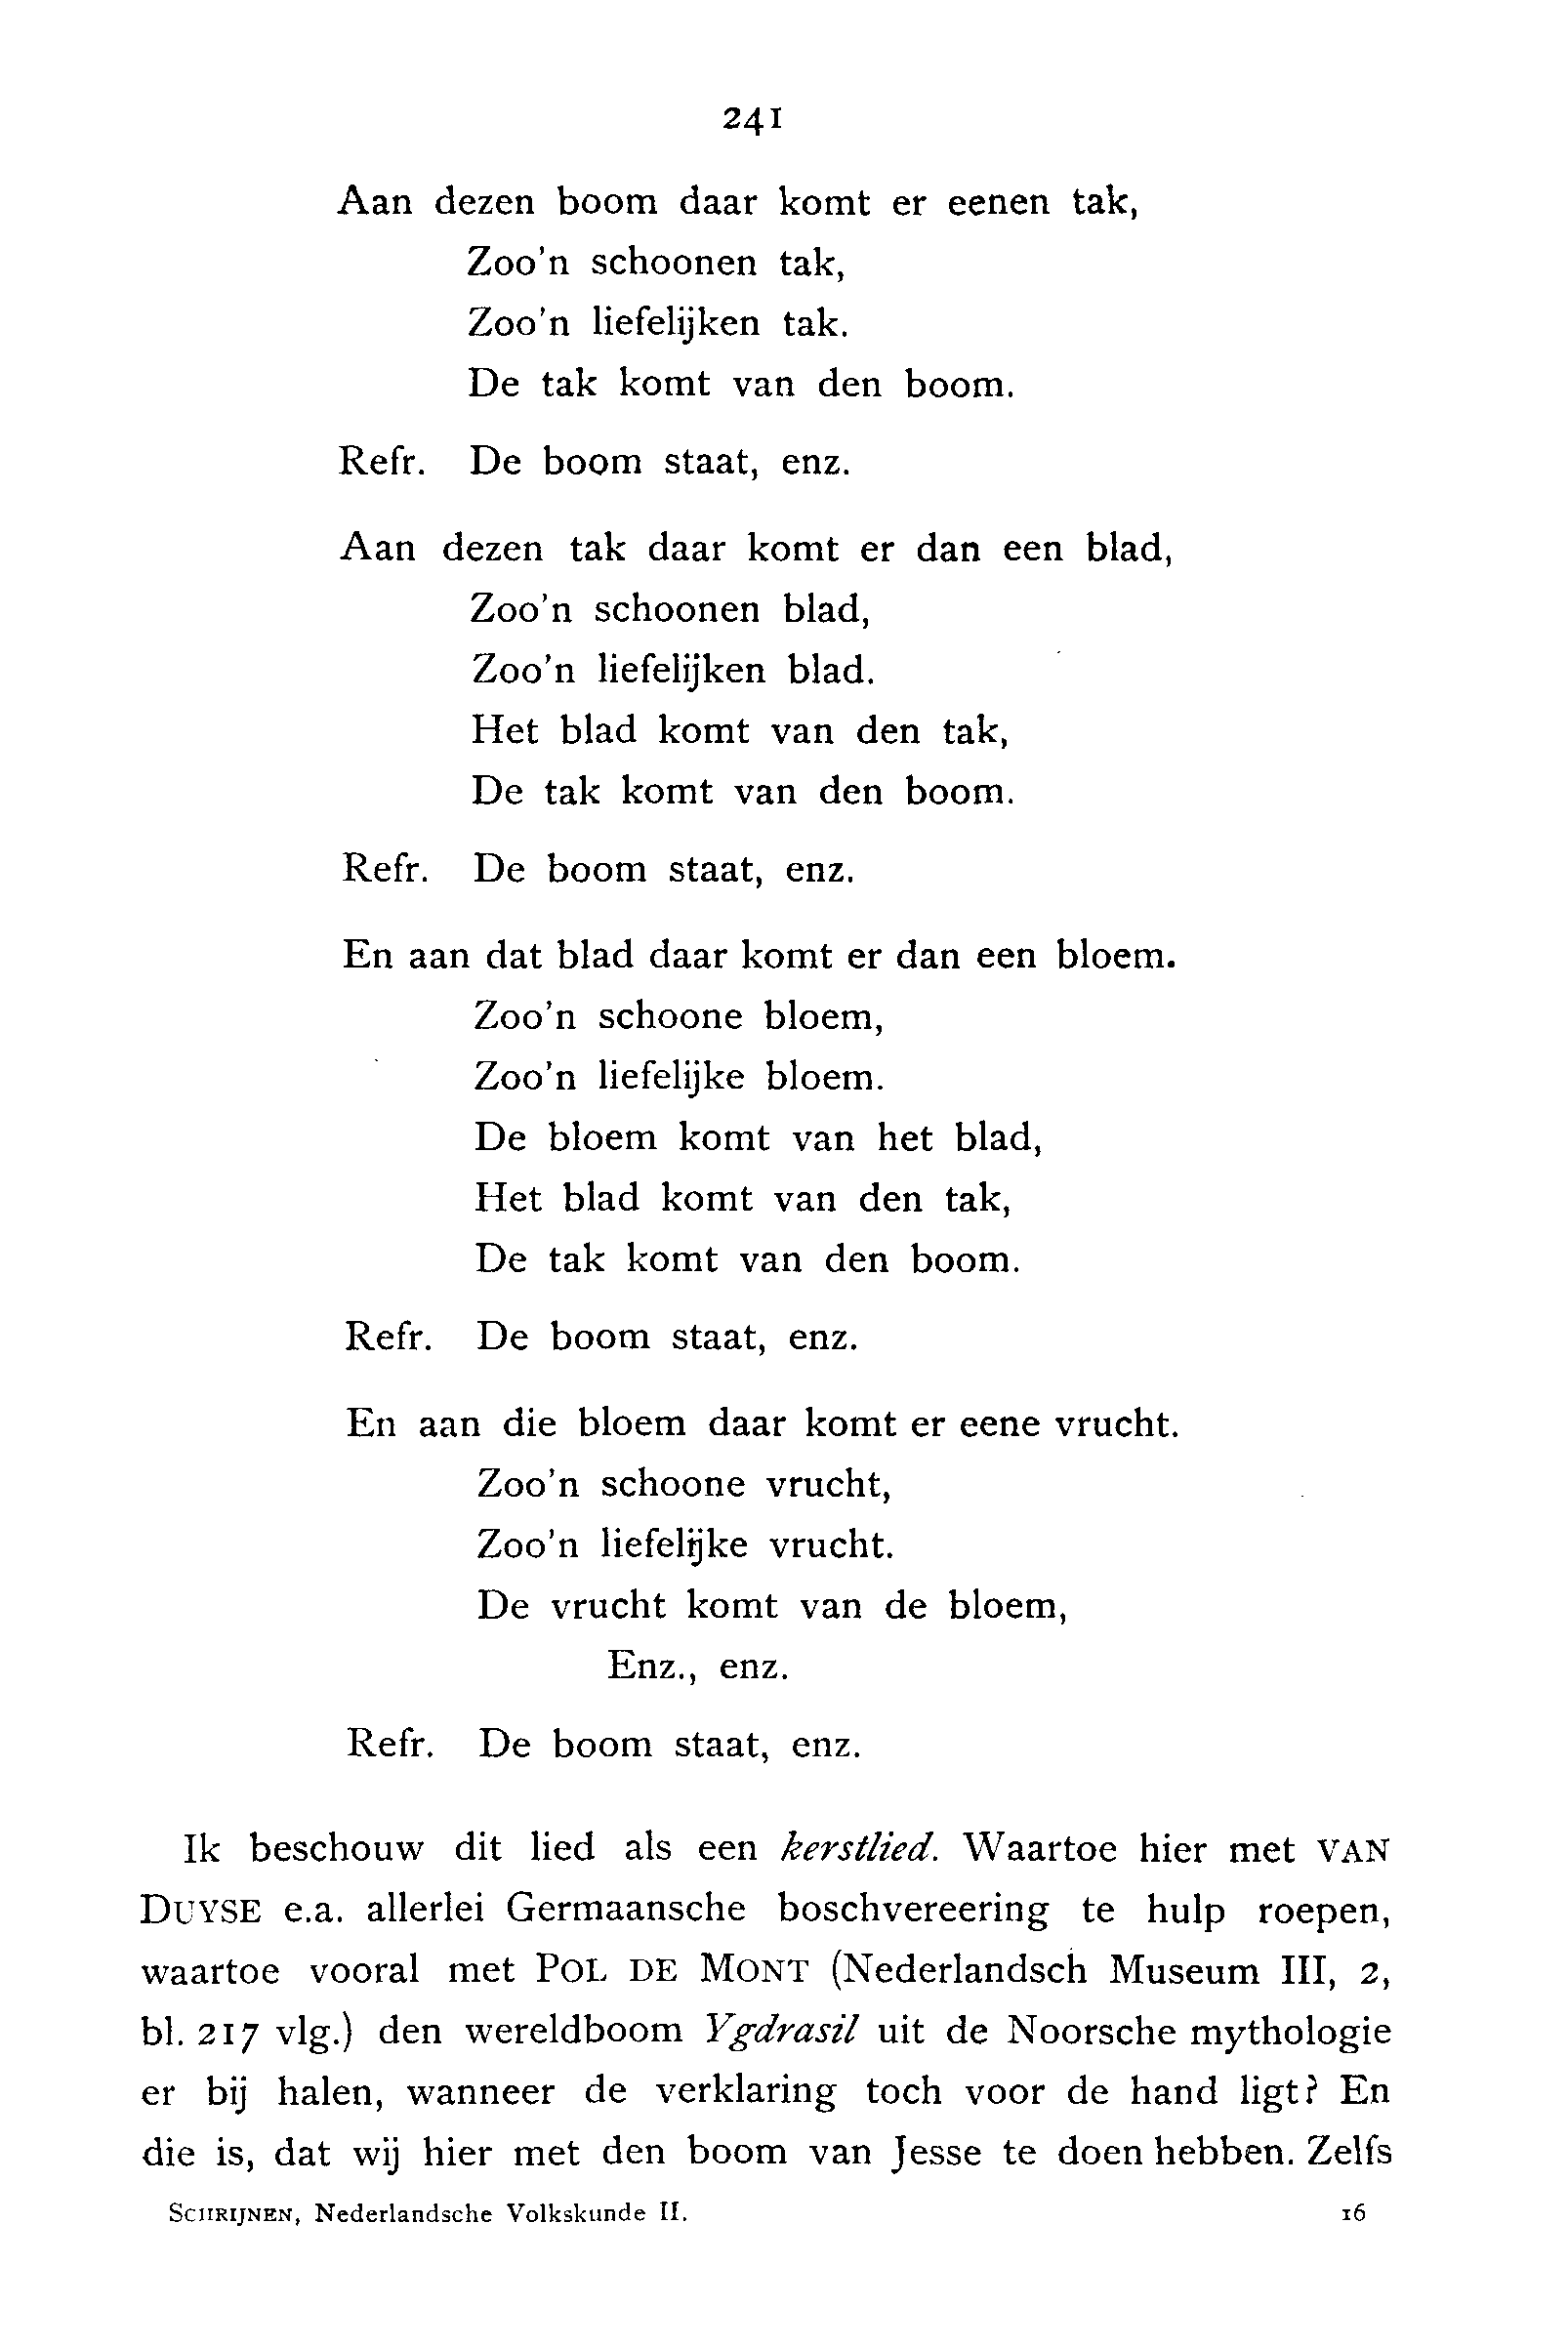 241
Aan dezen boom daar komt er eenen tak,
Zoo'n schoonen tak,
Zoo'n liefelijken tak.
De tak komt van den boom.
Refr. De boom staat, enz.
Aan dezen tak daar komt er dan een blad,
Zoo'n schoonen blad,
Zoo'n liefelijken blad.
Het blad komt van den tak,
De tak komt van den boom.
Refr. De boom staat, enz.
En aan dat blad daar komt er dan een bloem.
Zoo'n schoone bloem,
Zoo'n liefelijke bloem.
De bloem komt van het blad,
Het blad komt van den tak,
De tak komt van den boom.
Refr. De boom staat, enz.
En aan die bloem daar komt er eene vrucht.
Zoo'n schoone vrucht,
Zoo'n liefelijke vrucht.
De vrucht komt van de bloem,
Enz., enz.
Refr. De boom staat, enz.
Ik beschouw dit lied als een kerstlied. Waartoe hier met VAN
DUYSE e.a. allerlei Germaansche boschvereering te hulp roepen,
waartoe vooral met POL DE MONT (Nederlandsch Museum III, 2,
bl. 217 vlg.) den wereldboom Ygdrasil uit de Noorsche mythologie
er bij halen, wanneer de verklaring toch voor de hand ligt? En
die is, dat wij hier met den boom van Jesse te doen hebben. Zelfs
SCHRIJNEN, Nederlandsche Volkskunde II. 16